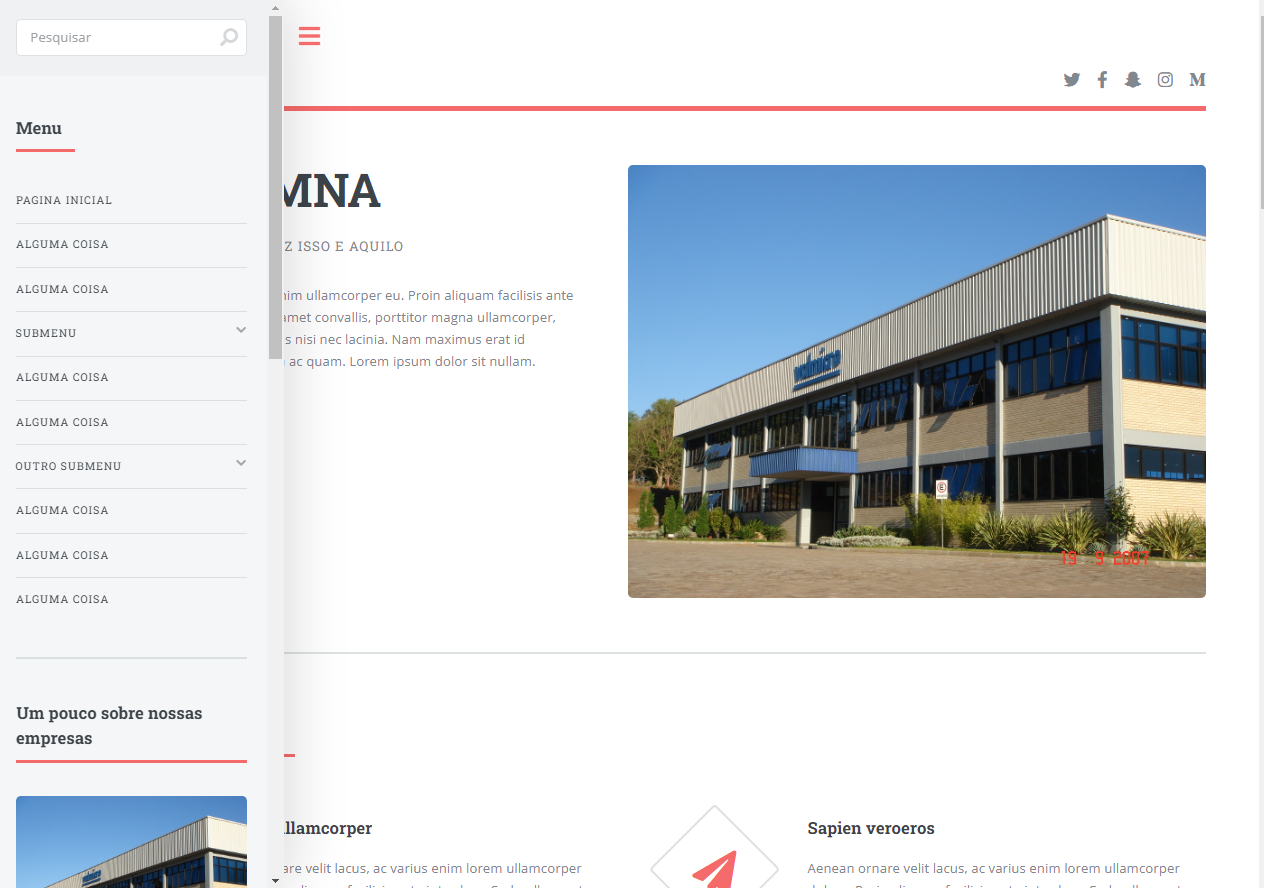 Pesquisar
Menu
PAGINA INICIAL
ALGUMA COISA
ALGUMA COISA
SUBMENU
ALGUMA COISA
ALGUMA COISA
OUTRO SUBMENU
ALGUMA COISA
ALGUMA COISA
ALGUMA COISA
Um pouco sobre nossas
empresas
MNA
Z ISSO E AQUILO
nim ullamcorper eu. Proin aliquam facilisis ante
amet convallis, porttitor magna ullamcorper,
s nisi nec lacinia. Nam maximus erat id
ac quam. Lorem ipsum dolor sit nullam.
19 9 2007
ullamcorper
are velit lacus, ac varius enim lorem ullamcorper
Sapien veroeros
Aenean ornare velit lacus, ac varius enim lorem ullamcorper